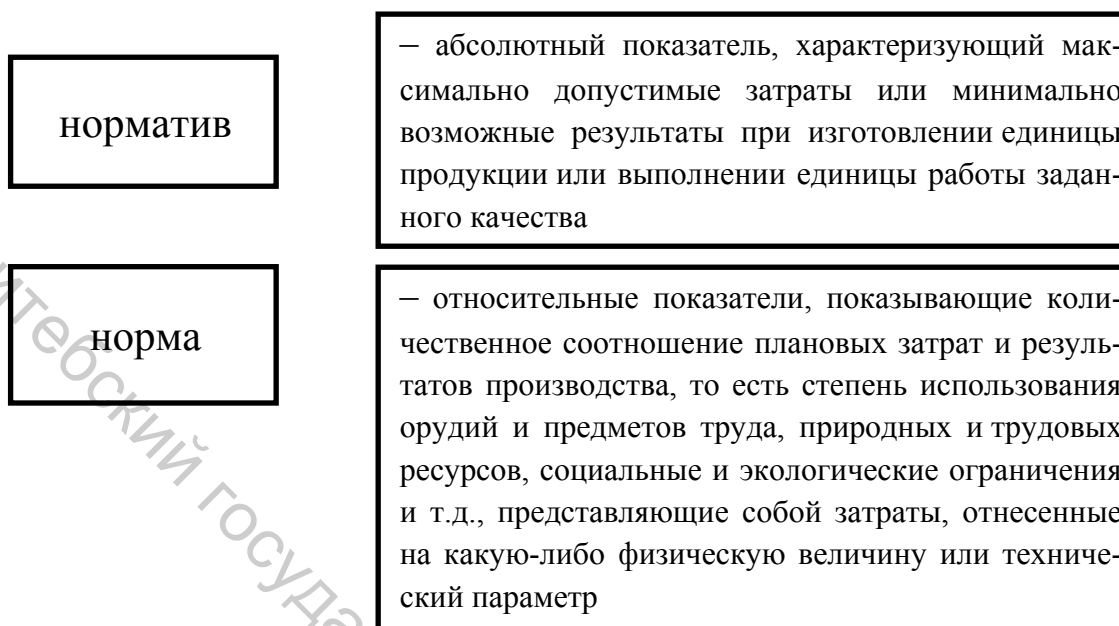 норматив
– абсолютный показатель, характеризующий мак-
симально допустимые затраты или минимально
возможные результаты при изготовлении единицы
продукции или выполнении единицы работы задан-
ного качества
норма
– относительные показатели, показывающие коли-
чественное соотношение плановых затрат и резуль-
татов производства, то есть степень использования
орудий и предметов труда, природных и трудовых
ресурсов, социальные и экологические ограничения
и т.д., представляющие собой затраты, отнесенные
на какую-либо физическую величину или техниче-
ский параметр